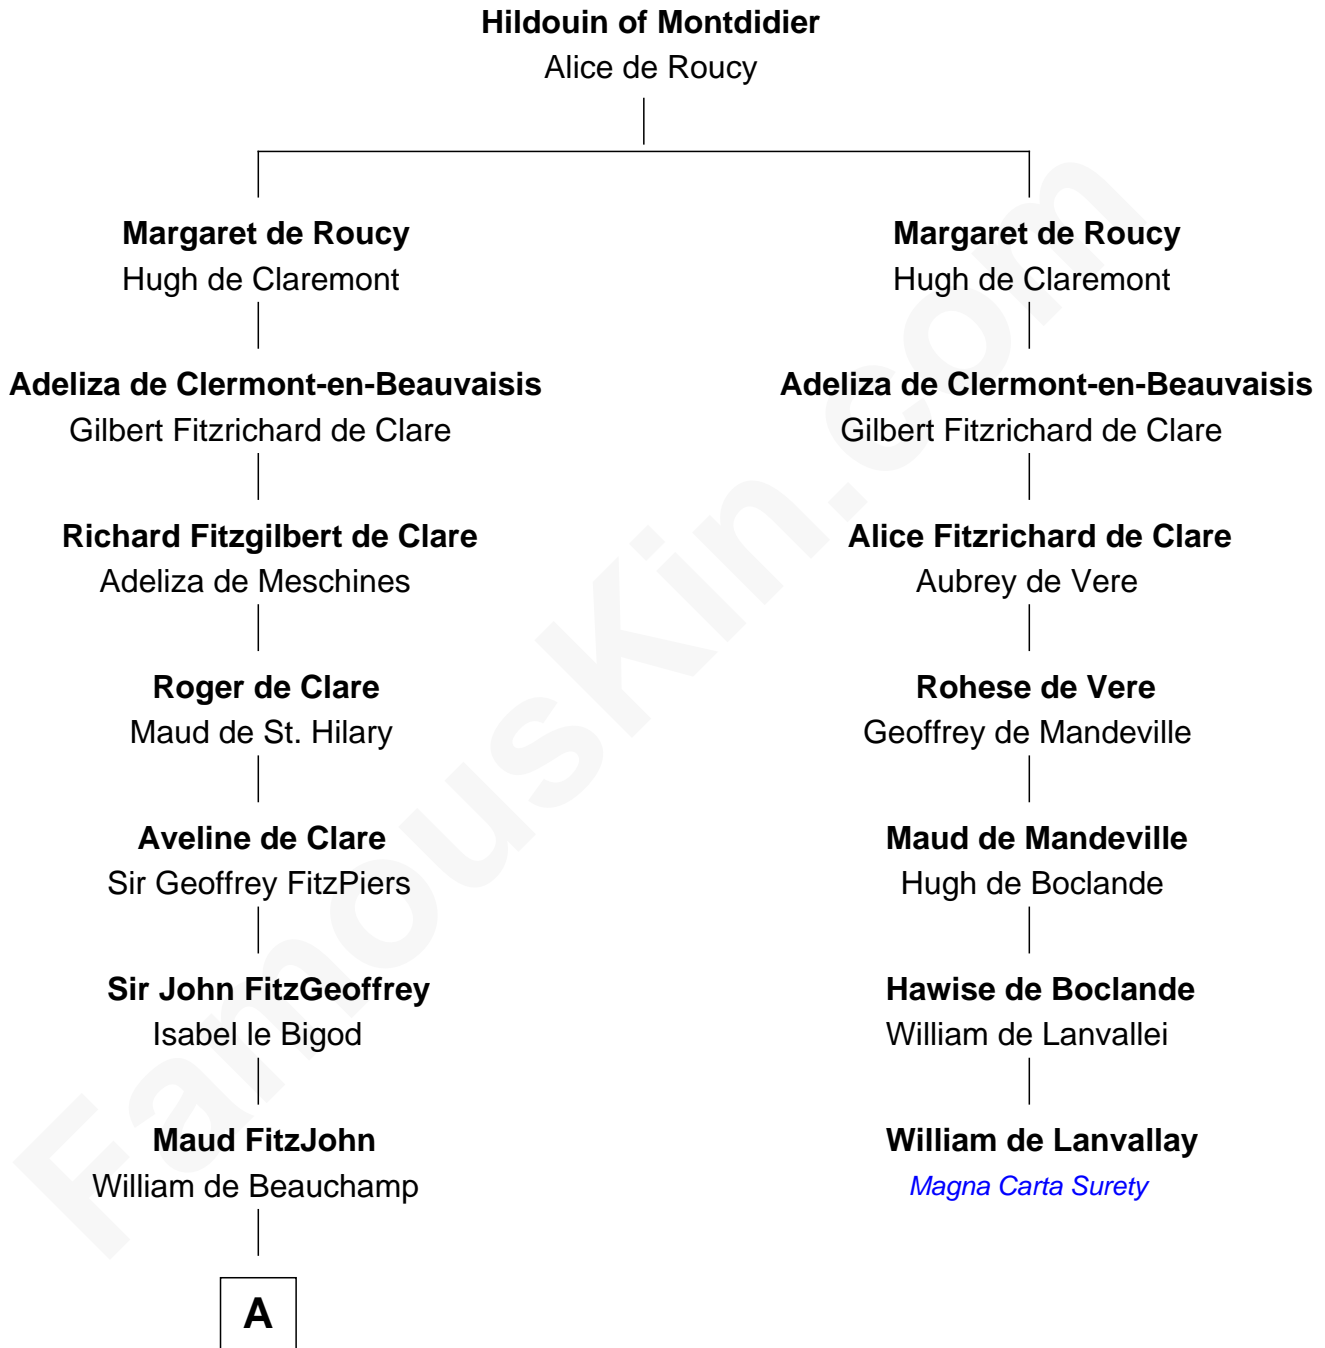 Hildouin of Montdidier
Alice de Roucy
Margaret de Roucy
Hugh de Claremont
Margaret de Roucy
Hugh de Claremont
Adeliza de Clermont-en-Beauvaisis
Gilbert Fitzrichard de Clare
Adeliza de Clermont-en-Beauvaisis
Gilbert Fitzrichard de Clare
Richard Fitzgilbert de Clare
Adeliza de Meschines
Alice Fitzrichard de Clare
Aubrey de Vere
Roger de Clare
Maud de St. Hilary
Rohese de Vere
Geoffrey de Mandeville
Aveline de Clare
Sir Geoffrey FitzPiers
Maud de Mandeville
Hugh de Boclande
Sir John FitzGeoffrey
Isabel le Bigod
Hawise de Boclande
William de Lanvallei
Maud FitzJohn
William de Beauchamp
William de Lanvallay
Magna Carta Surety
A
FamousKin.com